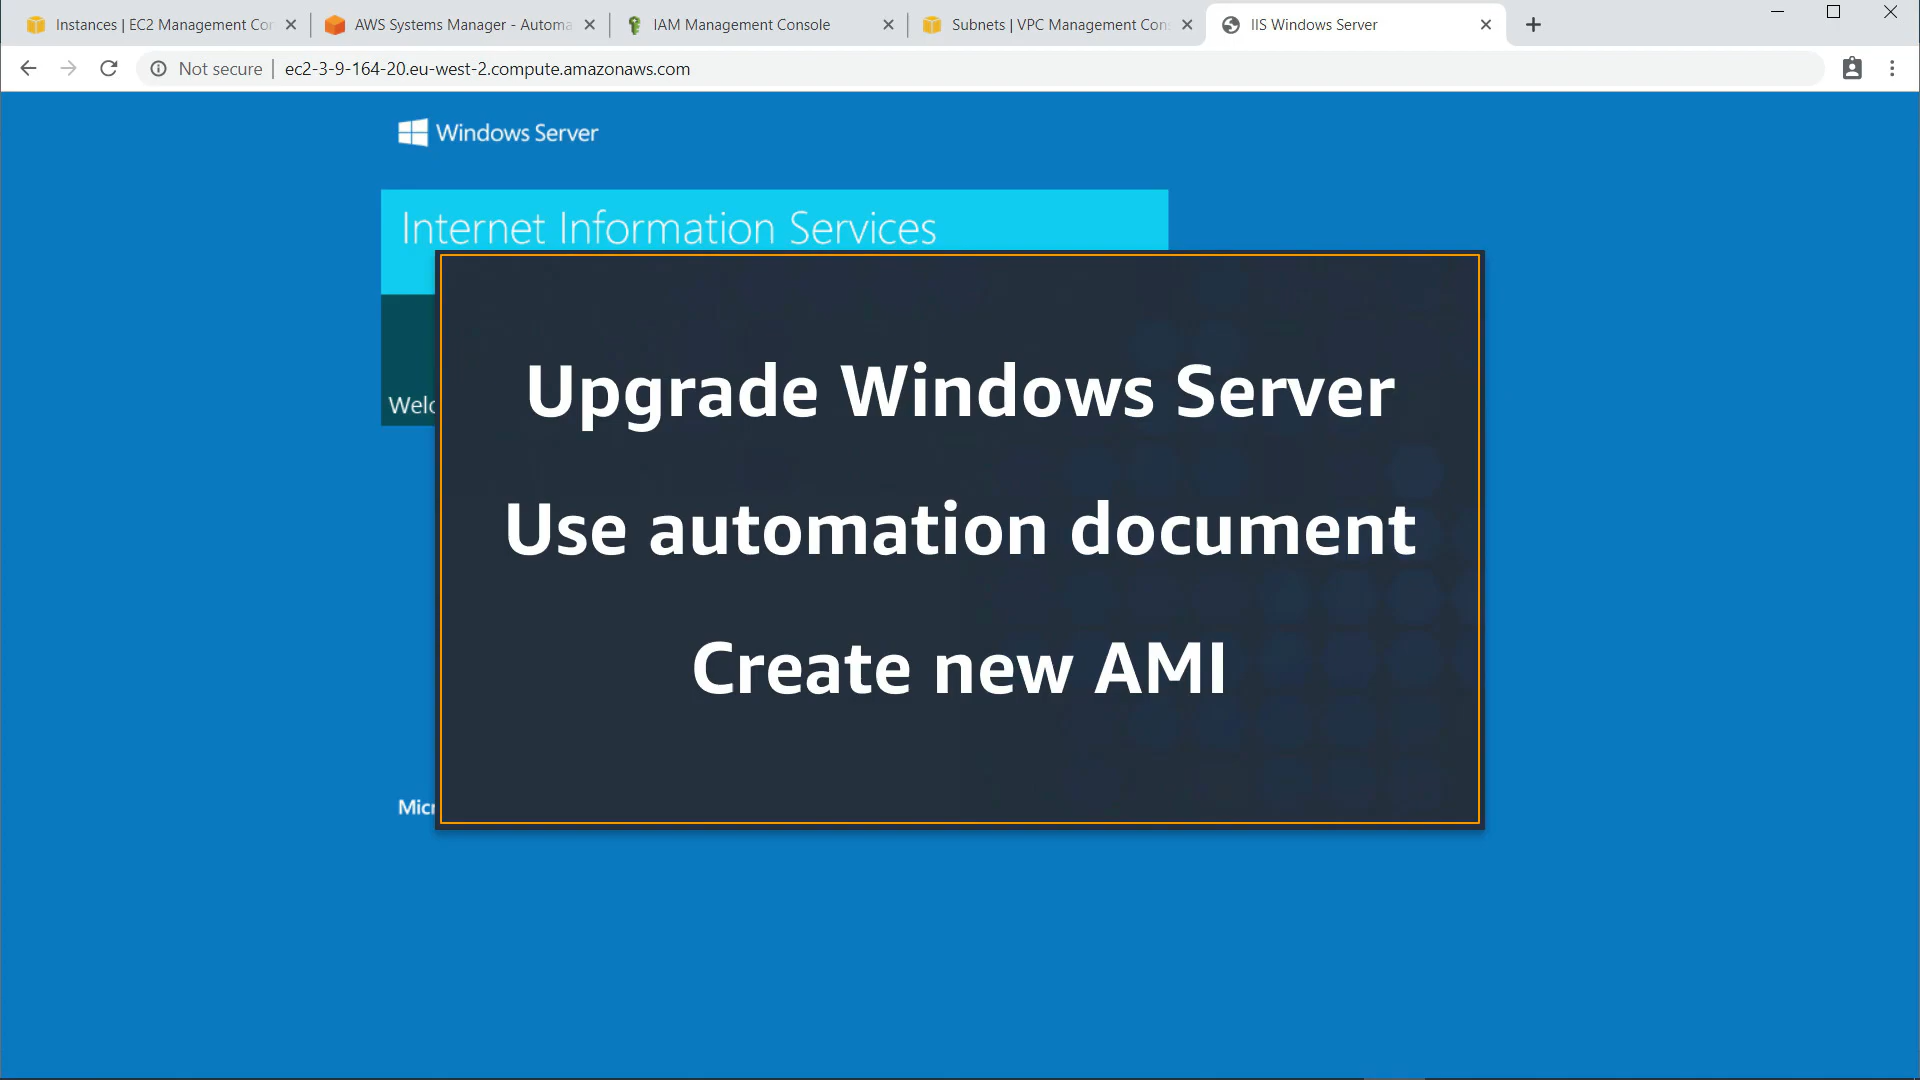 Instances | EC2 Management Con
AWS Systems Manager - Automa
IAM Management Console
Subnets | VPC Management Cons
IIS Windows Server
Not secure | ec2-3-9-164-20.eu-west-2.compute.amazonaws.com
Windows Server
Internet Information Services
Welc
Upgrade Windows Server
Use automation document
Create new AMI
Micr